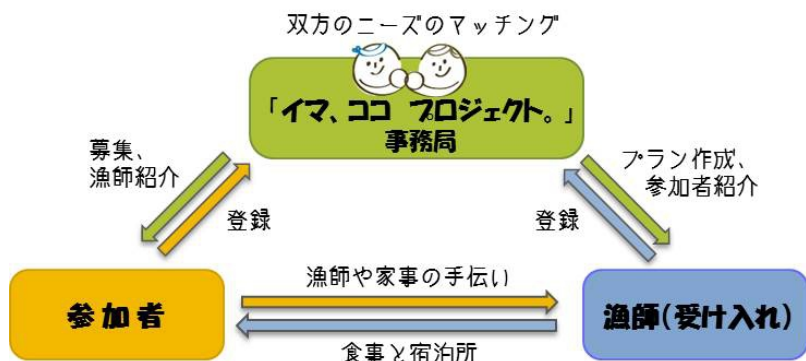 双方のニーズのマッチング
「イマ、ココ プロジェクト。」
事務局
募集、
漁師紹介
プラン作成、
参加者紹介
登録
登録
漁師や家事の手伝い
参加者
漁師(受け入れ)
食事と宿泊所